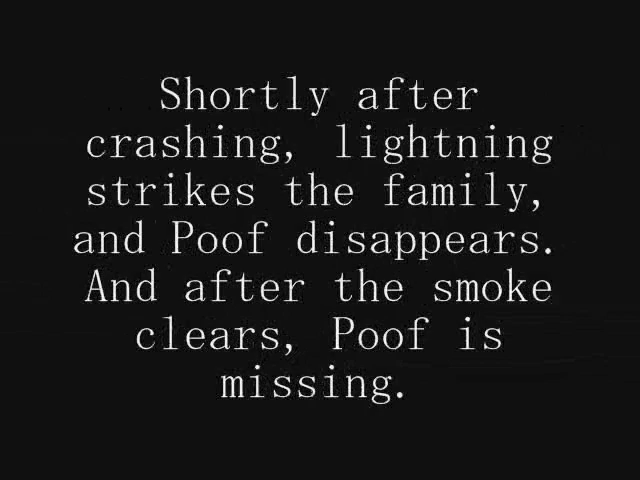 Shortly after
crashing, lightning
strikes the family,
and Poof disappears.
And after the smoke
clears, Poof is
missing.